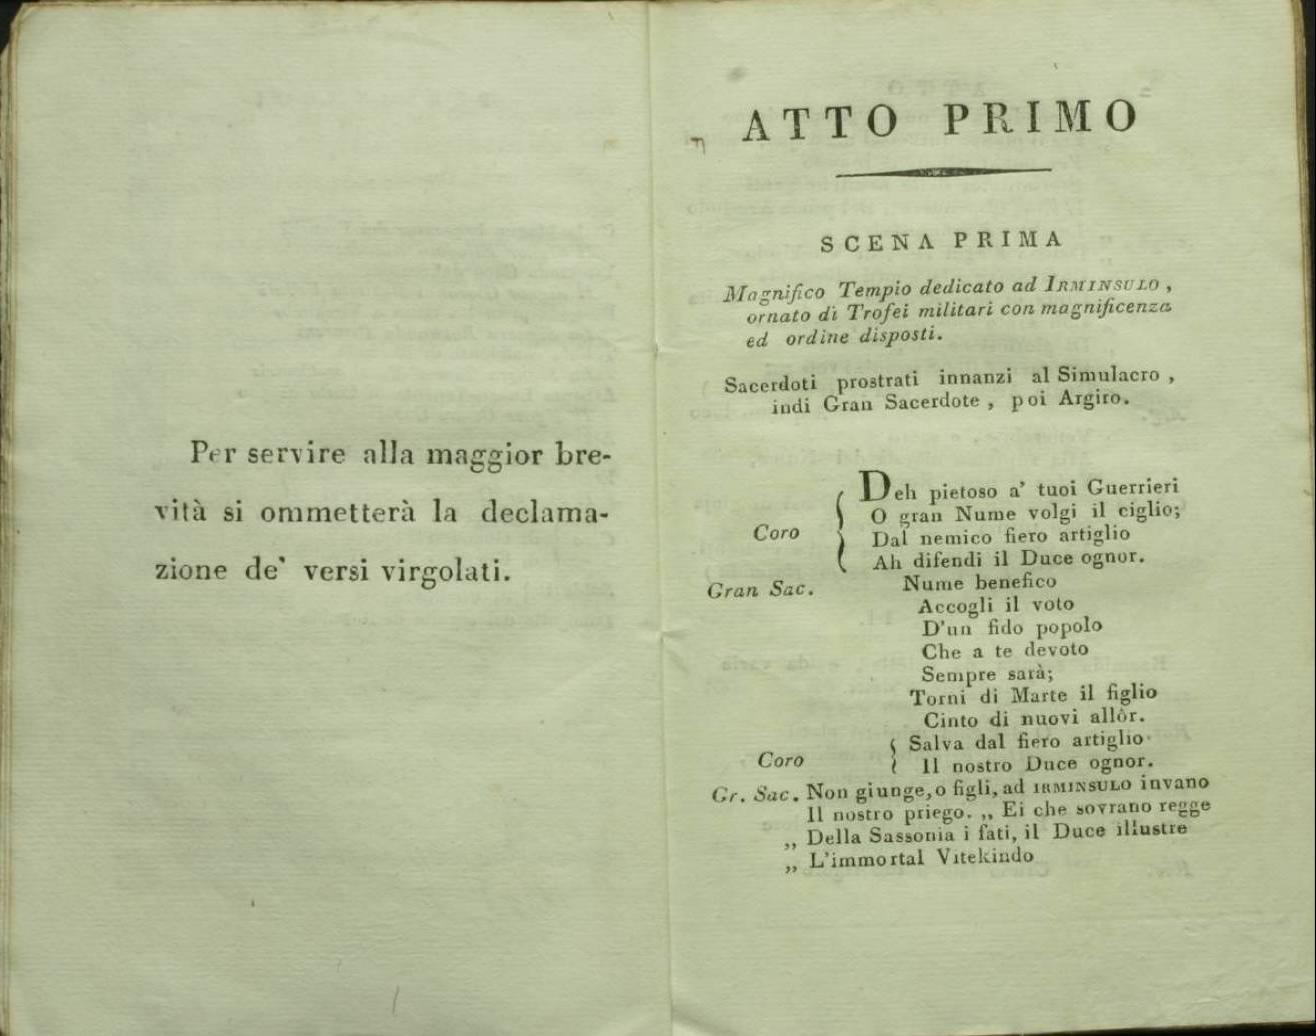 Per servire alla maggior bre-
vità si ommetterà la declama-
zione de' versi virgolati.
ATTO PRIMO
SCENA PRIMA
Magnifico Tempio dedicato ad IRMINSULO ,
ornato di Trofei militari con magnificenza
ed ordine disposti.
Sacerdoti prostrati innanzi al Simulacro ,
indi Gran Sacerdote , poi Argiro.
Deh pietoso a' tuoi Guerrieri
O gran Nume volgi il ciglio;
Coro Dal nemico fiero artiglio
Ah difendi il Duce ognor.
Gran Sac. Nume benefico
Accogli il voto
D'un fido popolo
Che a te devoto
Sempre sarà;
Torni di Marte il figlio
Cinto di nuovi allòr.
Coro Salva dal fiero artiglio
Il nostro Duce ognor.
Gr. Sac. Non giunge, o figli, ad IRMINSULO invano
Il nostro priego. „ Ei che sovrano regge
„ Della Sassonia i fati, il Duce illustre
„ L'immortal Vitekindo